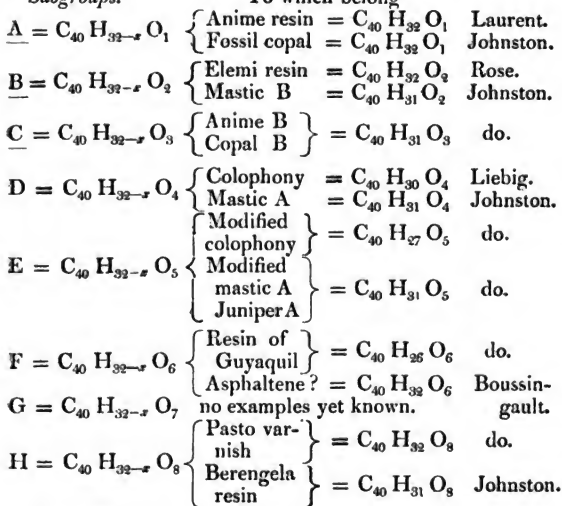 Subgroups. To which belong
A = C₄₀ H₃₂₋ₓ O₁ { Anime resin = C₄₀ H₃₂ O₁ Laurent.
Fossil copal = C₄₀ H₃₂ O₁ Johnston.
B = C₄₀ H₃₂₋ₓ O₂ { Elemi resin = C₄₀ H₃₂ O₂ Rose.
Mastic B = C₄₀ H₃₁ O₂ Johnston.
C = C₄₀ H₃₂₋ₓ O₃ { Anime B
Copal B } = C₄₀ H₃₁ O₃ do.
D = C₄₀ H₃₂₋ₓ O₄ { Colophony = C₄₀ H₃₀ O₄ Liebig.
Mastic A = C₄₀ H₃₁ O₄ Johnston.
Modified
colophony } = C₄₀ H₂₇ O₅ do.
E = C₄₀ H₃₂₋ₓ O₅ { Modified
mastic A
Juniper A } = C₄₀ H₃₁ O₅ do.
F = C₄₀ H₃₂₋ₓ O₆ { Resin of
Guyaquil } = C₄₀ H₂₆ O₆ do.
Asphaltene? = C₄₀ H₃₂ O₆ Boussin-
G = C₄₀ H₃₂₋ₓ O₇ no examples yet known. gault.
H = C₄₀ H₃₂₋ₓ O₈ { Pasto var-
nish } = C₄₀ H₃₂ O₈ do.
Berengela
resin } = C₄₀ H₃₁ O₈ Johnston.